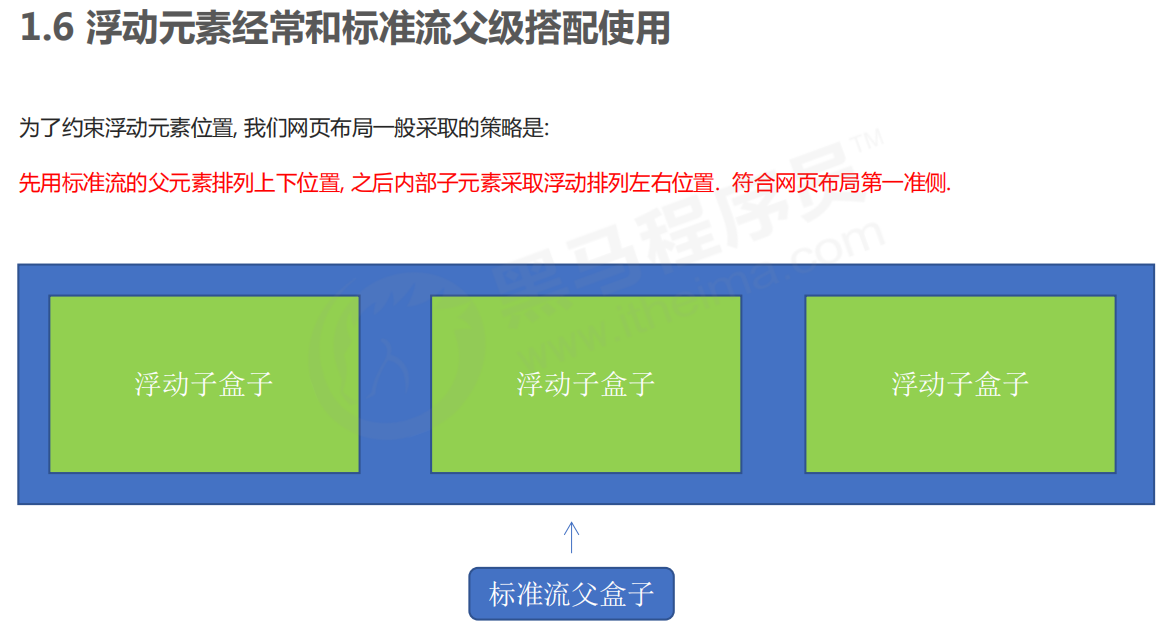 1.6 浮动元素经常和标准流父级搭配使用
为了约束浮动元素位置, 我们网页布局一般采取的策略是:
先用标准流的父元素排列上下位置, 之后内部子元素采取浮动排列左右位置. 符合网页布局第一准侧.
黑马程序员™
www.itheima.com
浮动子盒子 浮动子盒子 浮动子盒子
标准流父盒子